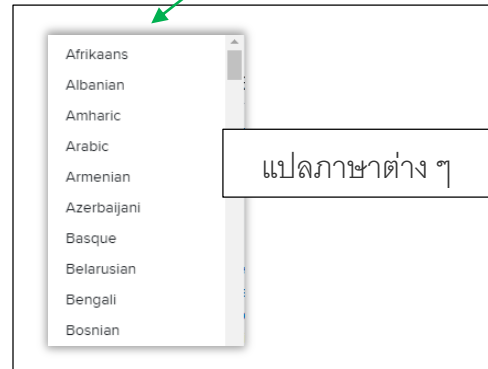 Afrikaans
Albanian
Amharic
Arabic
Armenian
Azerbaijani
Basque
Belarusian
Bengali
Bosnian
แปลภาษาต่าง ๆ